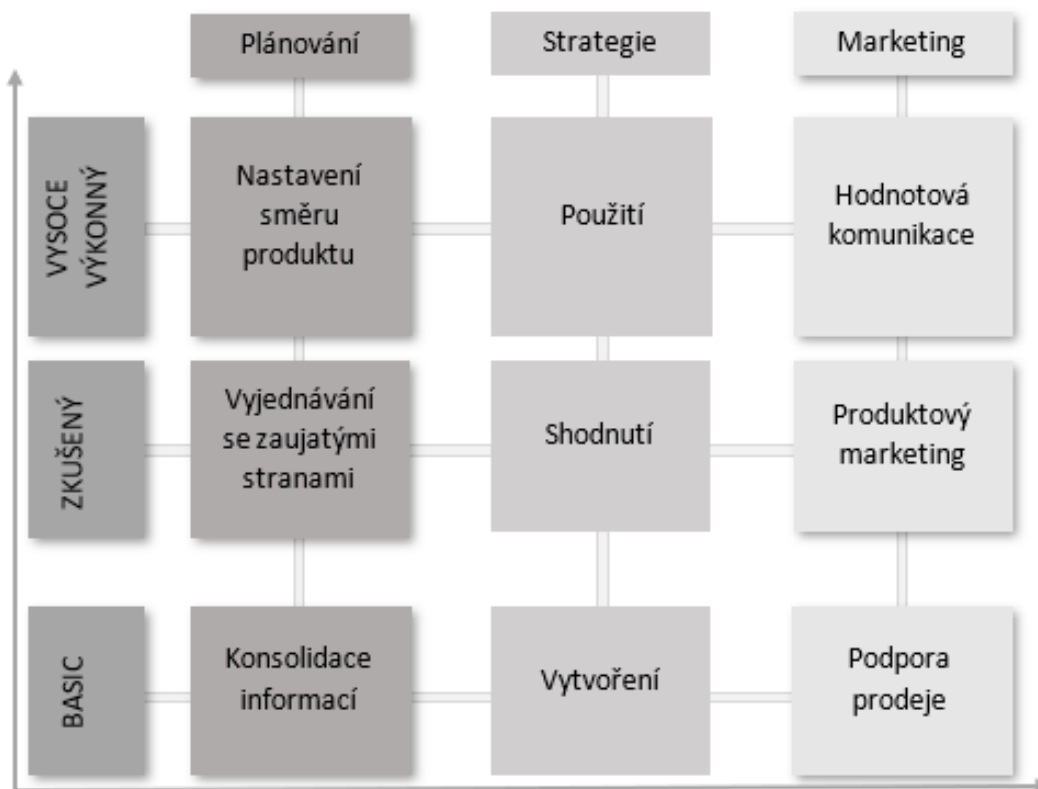 Plánování
Strategie
Marketing
VYSOCE
VÝKONNÝ
Nastavení
směru
produktu
Použití
Hodnotová
komunikace
ZKUŠENÝ
Vyjednávání
se zaujatými
stranami
Shodnutí
Produktový
marketing
BASIC
Konsolidace
informací
Vytvoření
Podpora
prodeje